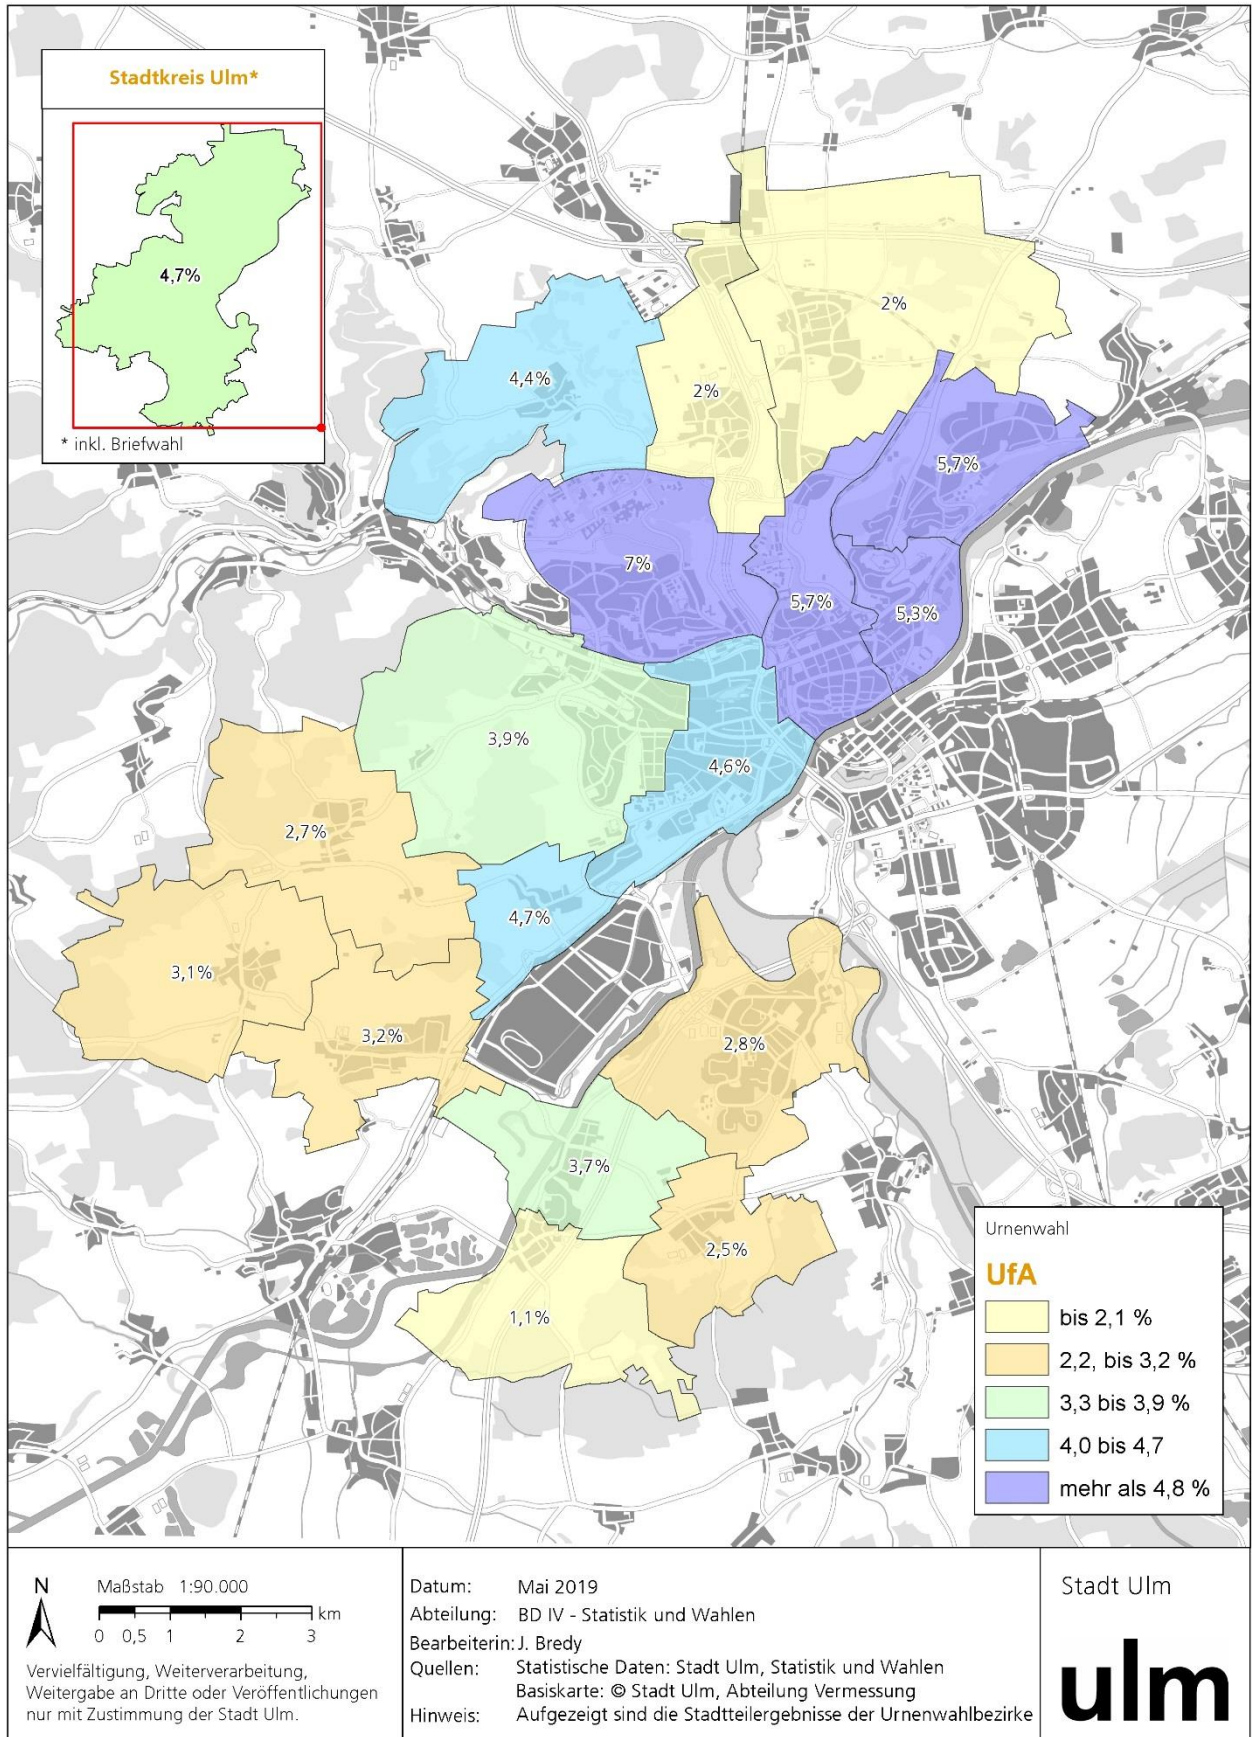 Stadtkreis Ulm*
4,7%
* inkl. Briefwahl
2%
4,4%
2%
5,7%
7%
5,7%
5,3%
3,9%
4,6%
2,7%
4,7%
3,1%
3,2%
2,8%
3,7%
2,5%
1,1%
Urnenwahl
UfA
bis 2,1 %
2,2, bis 3,2 %
3,3 bis 3,9 %
4,0 bis 4,7
mehr als 4,8 %
N
Maßstab 1:90.000
km
0 0,5 1 2 3
Vervielfältigung, Weiterverarbeitung,
Weitergabe an Dritte oder Veröffentlichungen
nur mit Zustimmung der Stadt Ulm.
Datum: Mai 2019
Abteilung: BD IV - Statistik und Wahlen
Bearbeiterin: J. Bredy
Quellen: Statistische Daten: Stadt Ulm, Statistik und Wahlen
Basiskarte: © Stadt Ulm, Abteilung Vermessung
Hinweis: Aufgezeigt sind die Stadtteilergebnisse der Urnenwahlbezirke
Stadt Ulm
ulm